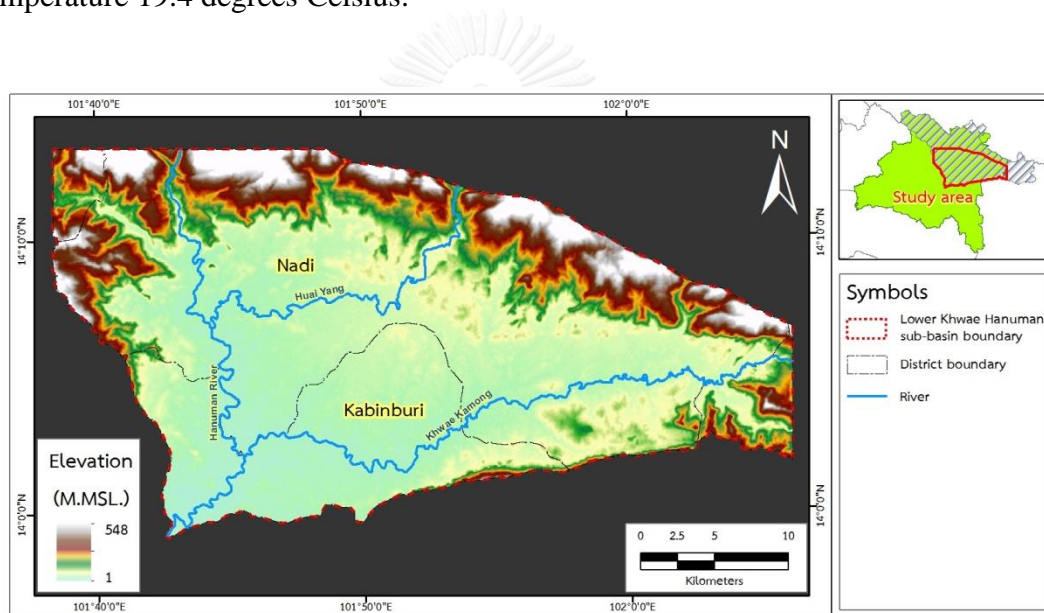 mperature 19.4 degrees Celsius.
101°40'0"E
101°50'0"E
102°0'0"E
N
14°10'0"N
14°10'0"N
Nadi
Huai Yang
Hanuman River
Kabinburi
Khwae Kamong
14°0'0"N
14°0'0"N
Elevation
(M.MSL.)
548
1
0 2.5 5 10
Kilometers
101°40'0"E
101°50'0"E
102°0'0"E
Study area
Symbols
Lower Khwae Hanuman
sub-basin boundary
District boundary
River